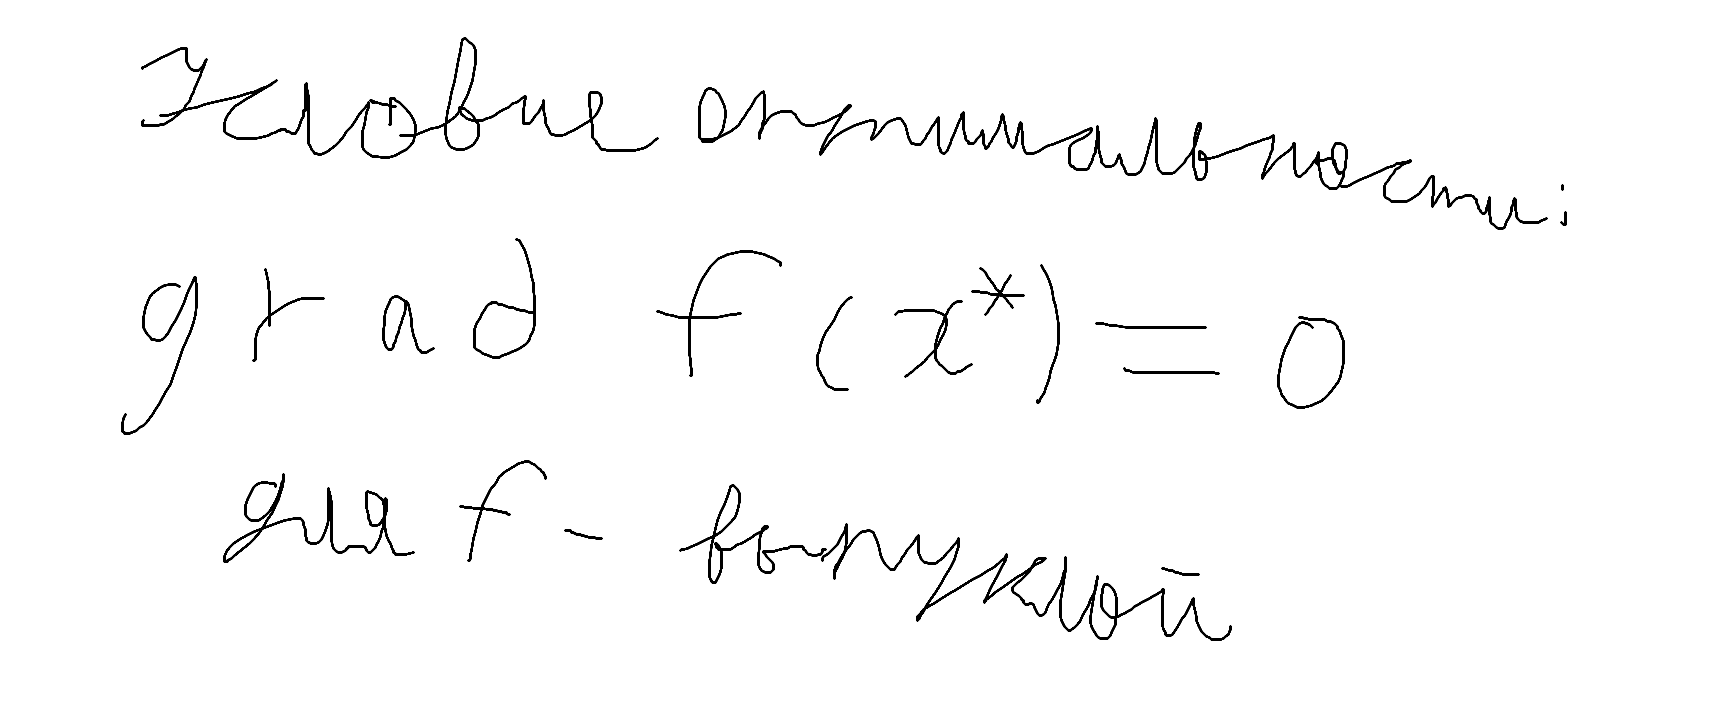 Условие оптимальности:
grad f(x*) = 0
для f - выпуклой